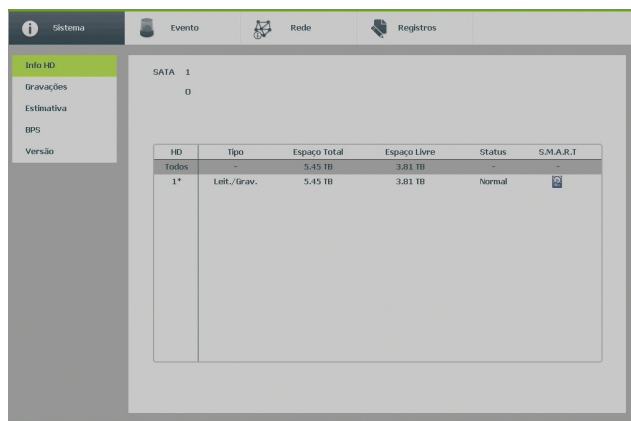 Sistema Evento Rede Registros
Info HD
Gravações
Estimativa
BPS
Versão
SATA 1
O
HD Tipo Espaço Total Espaço Livre Status S.M.A.R.T
Todos - 5.45 TB 3.81 TB - -
1* Leit./Grav. 5.45 TB 3.81 TB Normal